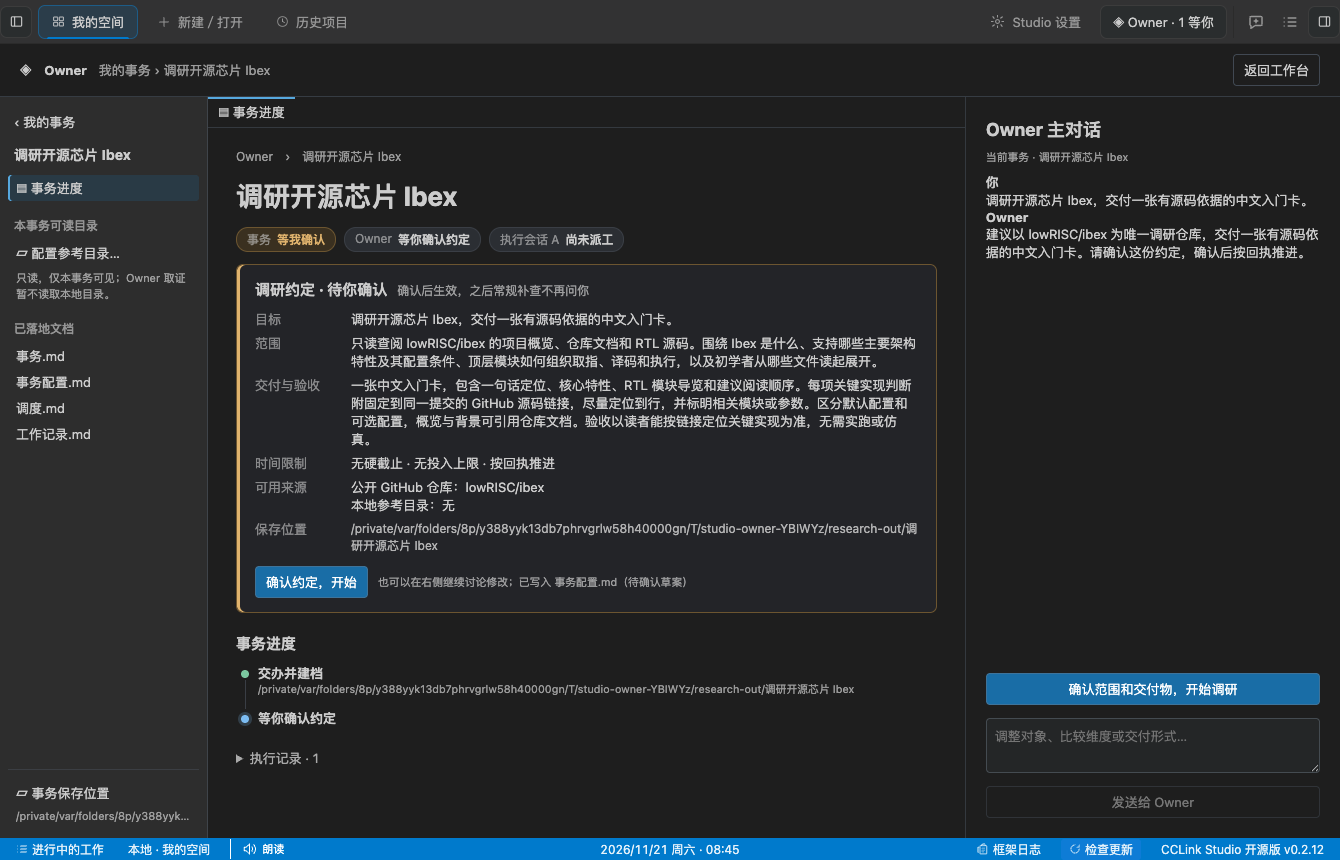 我的空间
新建 / 打开
历史项目
Studio 设置
Owner · 1 等你
Owner 我的事务 › 调研开源芯片 Ibex
返回工作台
‹ 我的事务
调研开源芯片 Ibex
事务进度
本事务可读目录
配置参考目录...
只读，仅本事务可见；Owner 取证
暂不读取本地目录。
已落地文档
事务.md
事务配置.md
调度.md
工作记录.md
事务保存位置
/private/var/folders/8p/y388yyk...
事务进度
Owner › 调研开源芯片 Ibex
调研开源芯片 Ibex
事务 等我确认
Owner 等你确认约定
执行会话 A 尚未派工
调研约定 · 待你确认 确认后生效，之后常规补查不再问你
目标 调研开源芯片 Ibex，交付一张有源码依据的中文入门卡。
范围 只读查阅 lowRISC/ibex 的项目概览、仓库文档和 RTL 源码。围绕 Ibex 是什么、支持哪些主要架构
特性及其配置条件、顶层模块如何组织取指、译码和执行，以及初学者从哪些文件读起展开。
交付与验收 一张中文入门卡，包含一句话定位、核心特性、RTL 模块导览和建议阅读顺序。每项关键实现判断
附固定到同一提交的 GitHub 源码链接，尽量定位到行，并标明相关模块或参数。区分默认配置和
可选配置，概览与背景可引用仓库文档。验收以读者能按链接定位关键实现为准，无需实跑或仿
真。
时间限制 无硬截止 · 无投入上限 · 按回执推进
可用来源 公开 GitHub 仓库：lowRISC/ibex
本地参考目录：无
保存位置 /private/var/folders/8p/y388yyk13db7phrvgrlw58h40000gn/T/studio-owner-YBIWYz/research-out/调
研开源芯片 Ibex
确认约定，开始 也可以在右侧继续讨论修改；已写入 事务配置.md（待确认草案）
事务进度
交办并建档
/private/var/folders/8p/y388yyk13db7phrvgrlw58h40000gn/T/studio-owner-YBIWYz/research-out/调研开源芯片 Ibex
等你确认约定
执行记录 · 1
Owner 主对话
当前事务 · 调研开源芯片 Ibex
你
调研开源芯片 Ibex，交付一张有源码依据的中文入门卡。
Owner
建议以 lowRISC/ibex 为唯一调研仓库，交付一张有源码依
据的中文入门卡。请确认这份约定，确认后按回执推进。
确认范围和交付物，开始调研
调整对象、比较维度或交付形式...
发送给 Owner
进行中的工作
本地 · 我的空间
朗读
2026/11/21 周六 · 08:45
框架日志
检查更新
CCLink Studio 开源版 v0.2.12